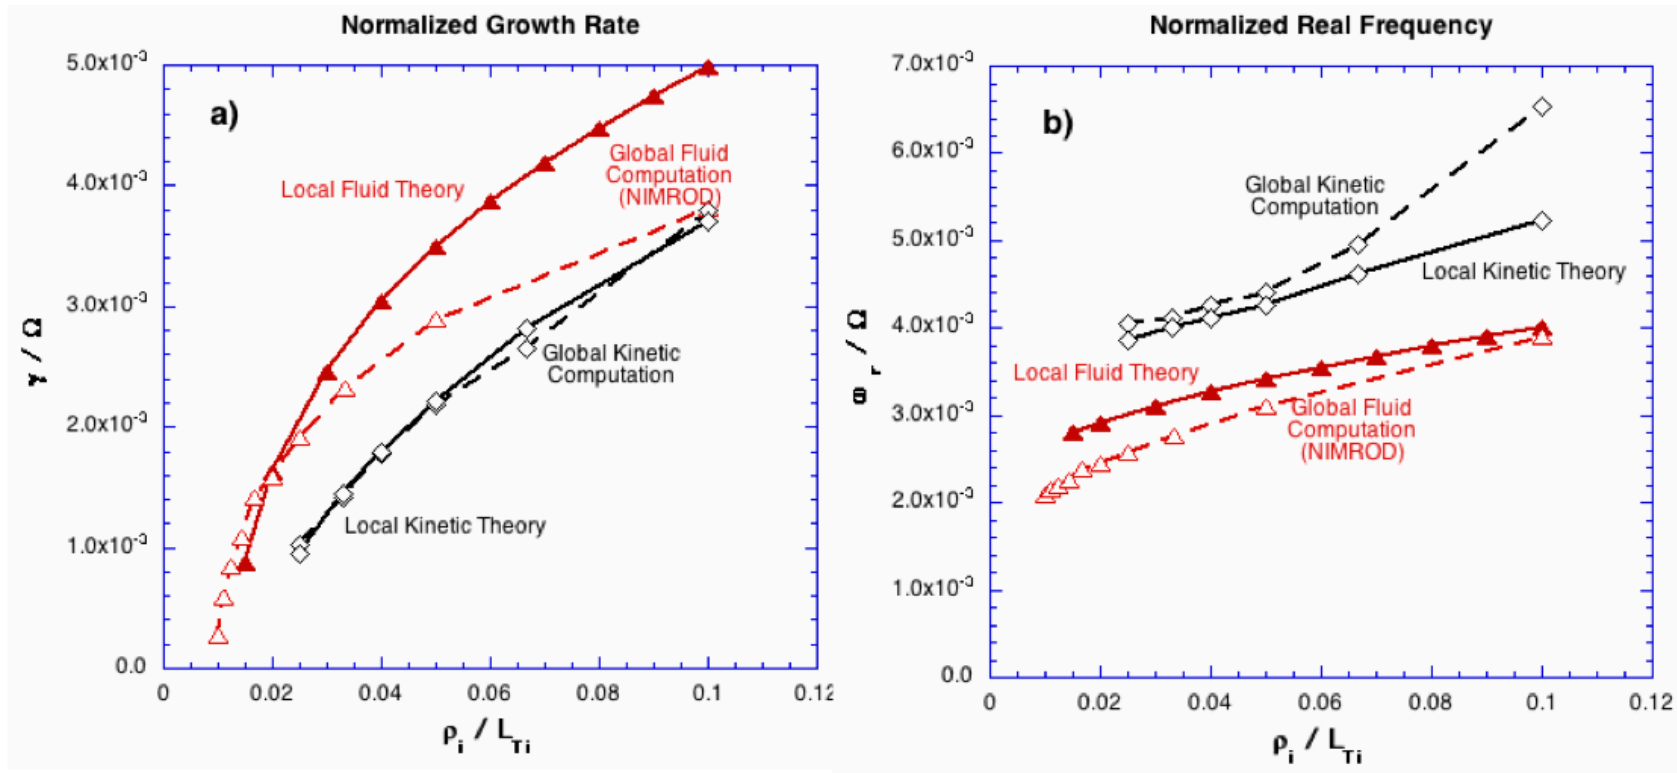 Normalized Growth Rate
a)
5.0x10⁻³
4.0x10⁻³
3.0x10⁻³
2.0x10⁻³
1.0x10⁻³
0.0
γ / Ω
Local Fluid Theory
Global Fluid
Computation
(NIMROD)
Global Kinetic
Computation
Local Kinetic Theory
0 0.02 0.04 0.06 0.08 0.1 0.12
ρi / LTi
Normalized Real Frequency
b)
7.0x10⁻³
6.0x10⁻³
5.0x10⁻³
4.0x10⁻³
3.0x10⁻³
2.0x10⁻³
1.0x10⁻³
0.0
ωr / Ω
Global Kinetic
Computation
Local Kinetic Theory
Local Fluid Theory
Global Fluid
Computation
(NIMROD)
0 0.02 0.04 0.06 0.08 0.1 0.12
ρi / LTi